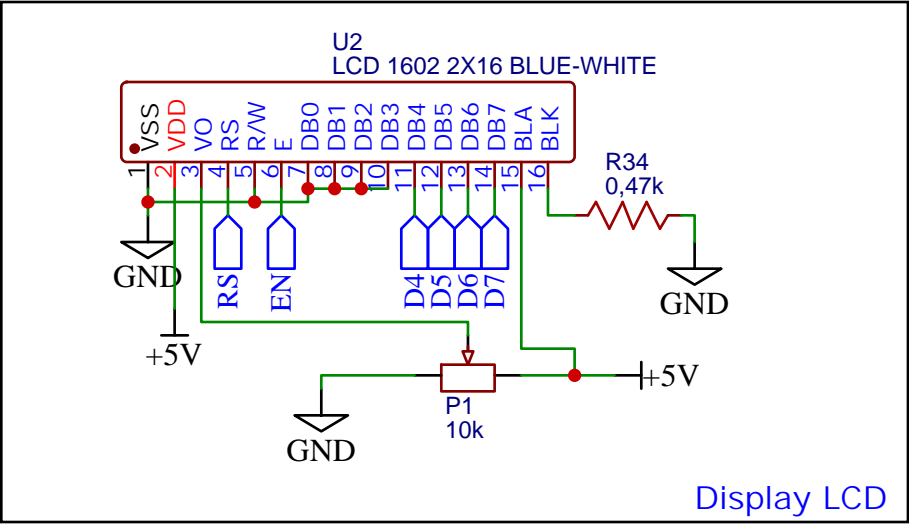 U2
LCD 1602 2X16 BLUE-WHITE
VSS
VDD
VO
RS
R/W
E
DB0
DB1
DB2
DB3
DB4
DB5
DB6
DB7
BLA
BLK
1
2
3
4
5
6
7
8
9
10
11
12
13
14
15
16
R34
0,47k
GND
RS
EN
D4
D5
D6
D7
GND
+5V
+5V
P1
10k
GND
Display LCD